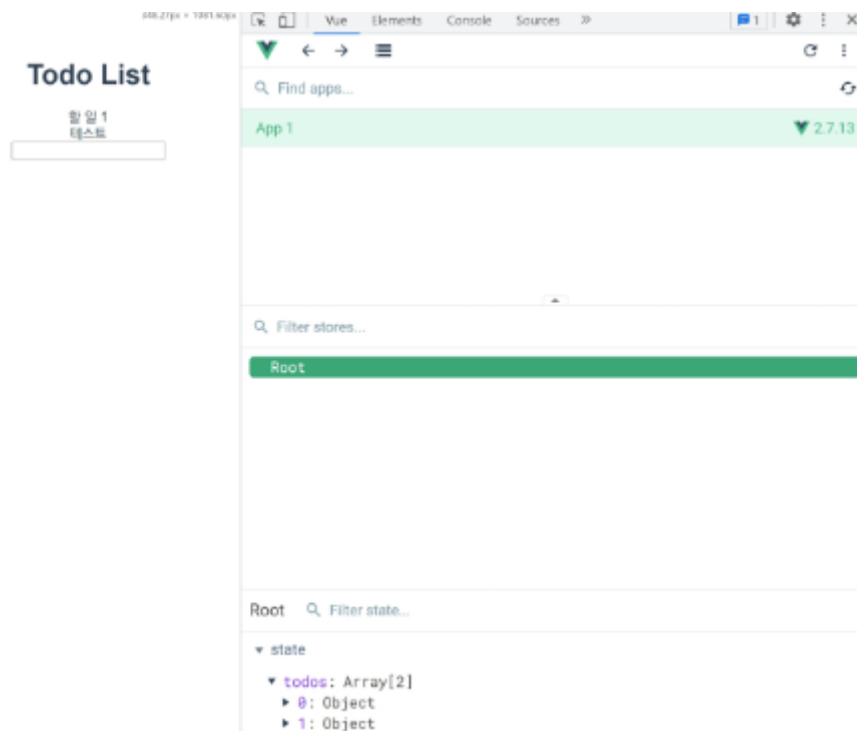 Vue Elements Console Sources » 1
Todo List
할 일 1
테스트
Find apps...
App 1 2.7.13
Filter stores...
Root
Root Filter state...
state
todos: Array[2]
0: Object
1: Object